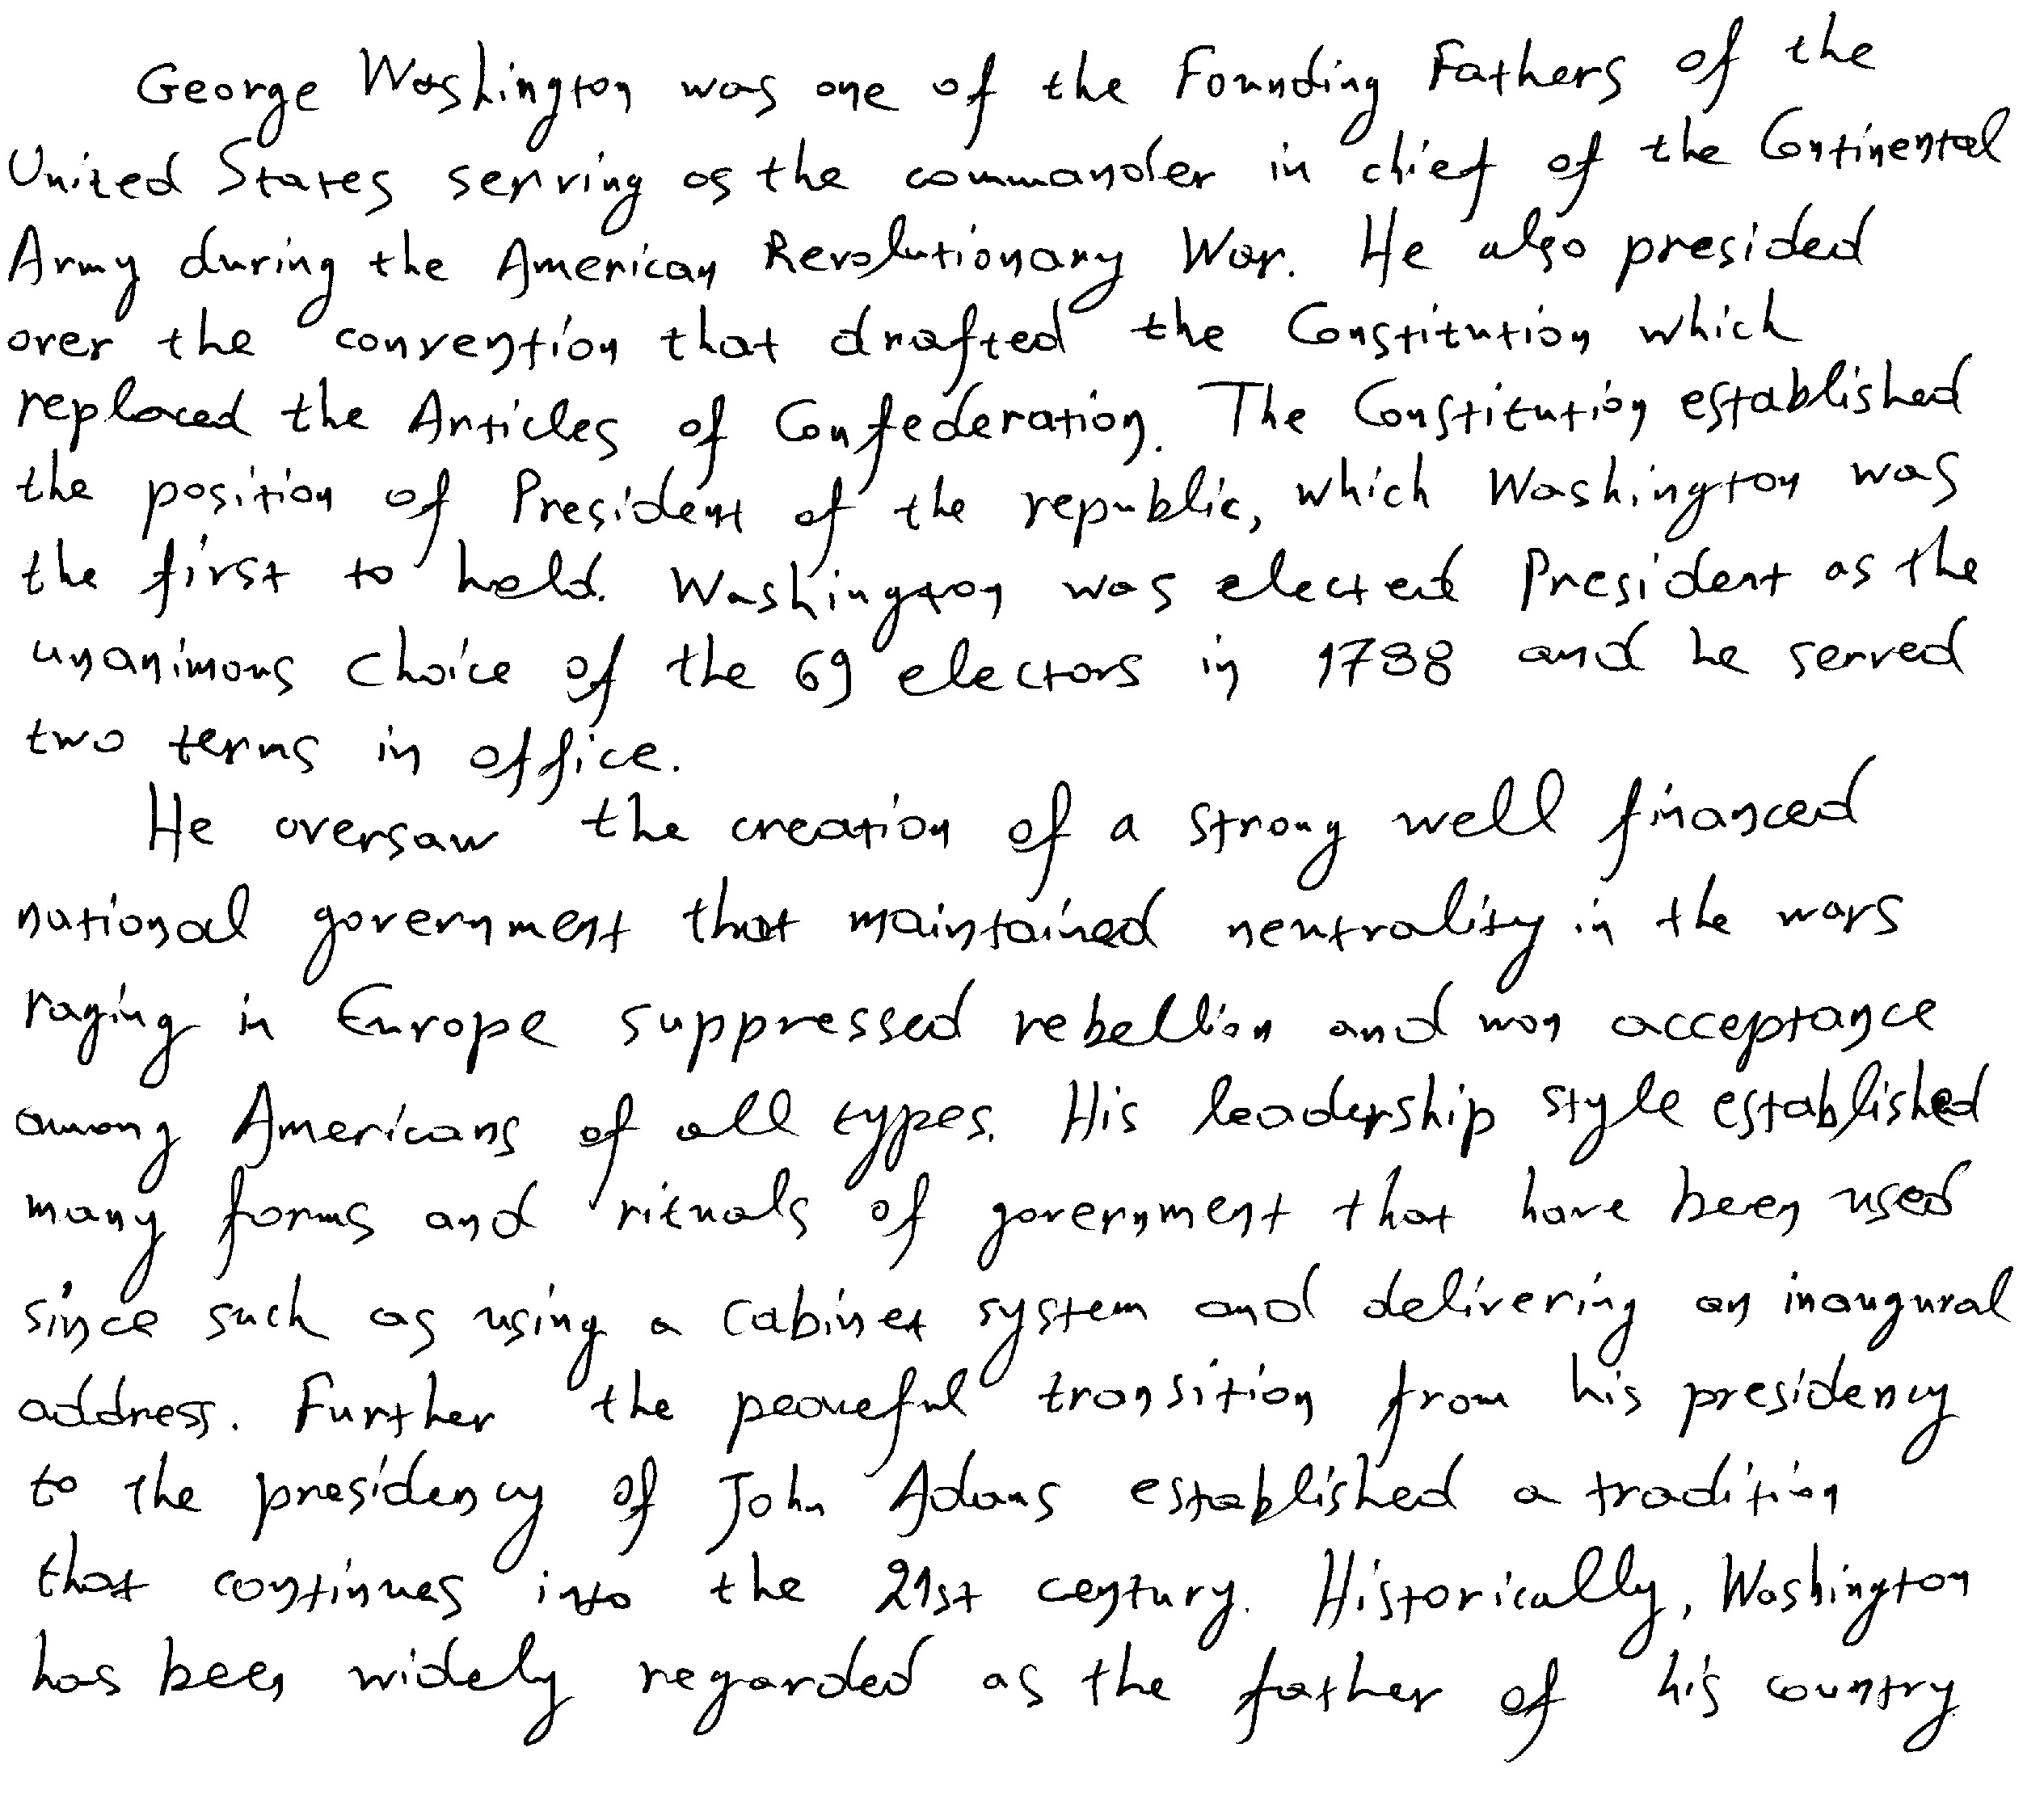 George Washington was one of the Founding Fathers of the
United States serving as the commander in chief of the Continental
Army during the American Revolutionary War. He also presided
over the convention that drafted the Constitution which
replaced the Articles of Confederation. The Constitution established
the position of President of the republic, which Washington was
the first to hold. Washington was elected President as the
unanimous choice of the 69 electors in 1788 and he served
two terms in office.
He oversaw the creation of a strong well financed
national government that maintained neutrality in the wars
raging in Europe suppressed rebellion and won acceptance
among Americans of all types. His leadership style established
many forms and rituals of government that have been used
since such as using a cabinet system and delivering an inaugural
address. Further the peaceful transition from his presidency
to the presidency of John Adams established a tradition
that continues into the 21st century. Historically, Washington
has been widely regarded as the father of his country